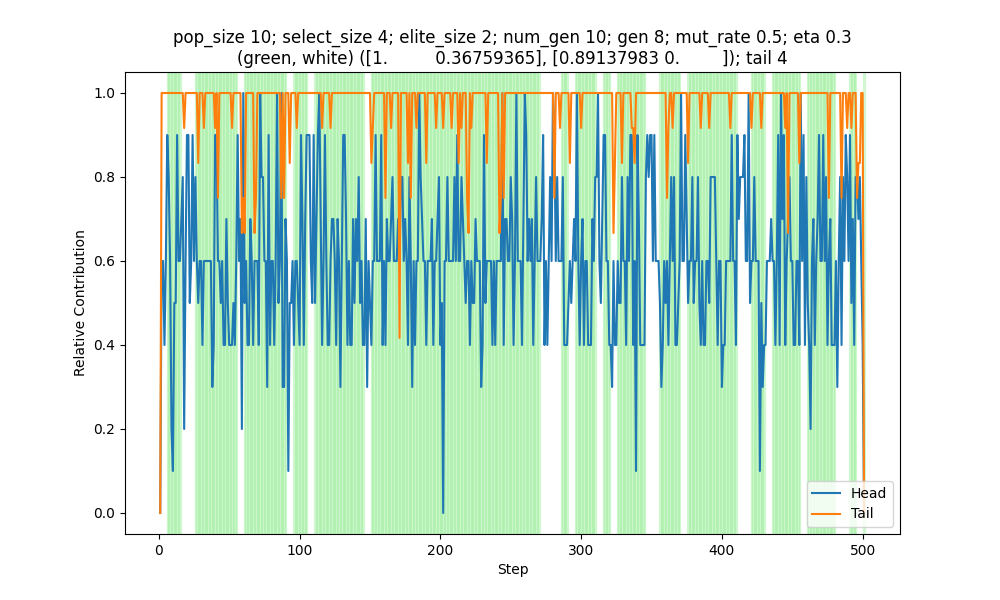 pop_size 10; select_size 4; elite_size 2; num_gen 10; gen 8; mut_rate 0.5; eta 0.3
(green, white) ([1.         0.36759365], [0.89137983 0.        ]); tail 4
1.0
0.8
0.6
0.4
0.2
0.0
Relative Contribution
Head
Tail
0
100
200
300
400
500
Step